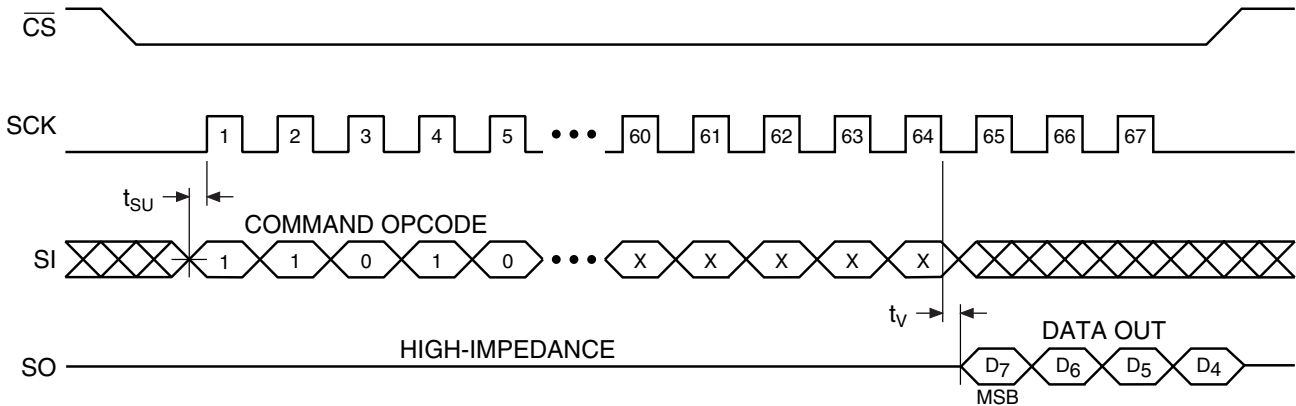 CS
SCK
1 2 3 4 5 ••• 60 61 62 63 64 65 66 67
tSU
COMMAND OPCODE
SI
1 1 0 1 0 ••• X X X X X
tV
DATA OUT
HIGH-IMPEDANCE
SO
D7 D6 D5 D4
MSB